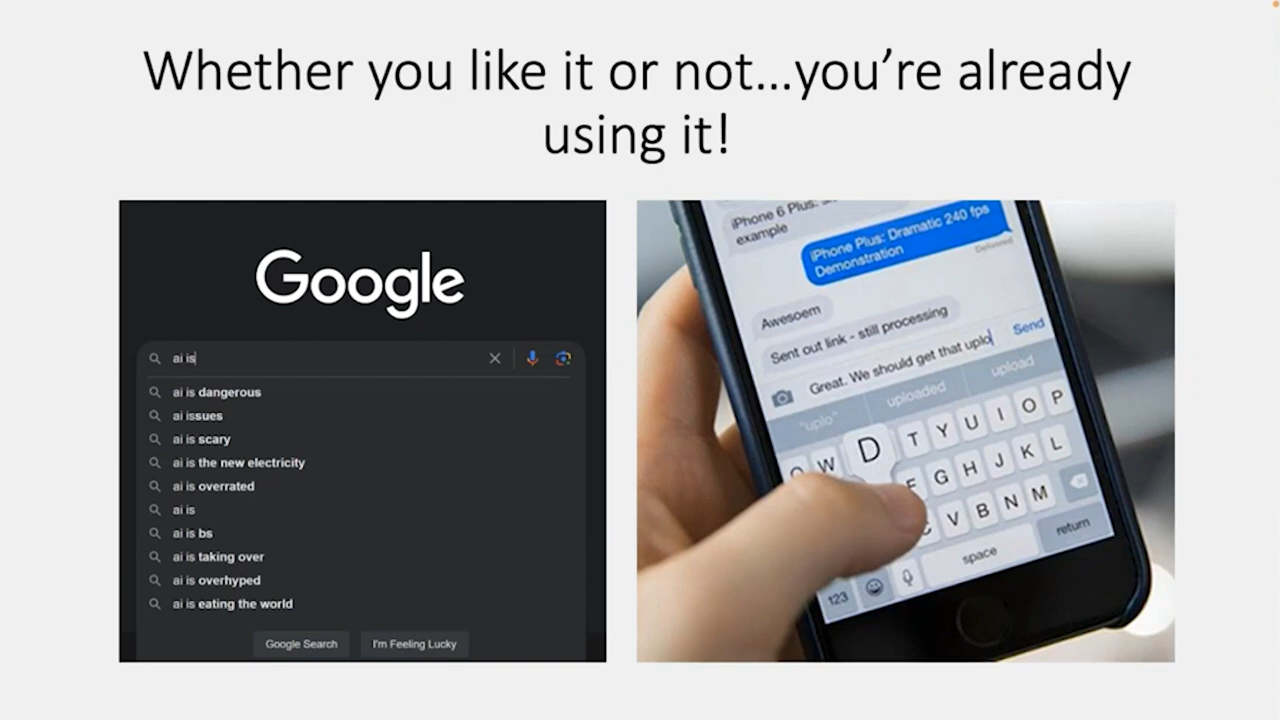 Whether you like it or not…you’re already
using it!
Google
ai is
ai is dangerous
ai issues
ai is scary
ai is the new electricity
ai is overrated
ai is
ai is bs
ai is taking over
ai is overhyped
ai is eating the world
Google Search
I'm Feeling Lucky
iPhone 6 Plus:
example
iPhone Plus: Dramatic 240 fps
Demonstration
Delivered
Awesoem
Sent out link - still processing
Great. We should get that uplo
Send
"uplo"
uploaded
upload
Q W D T Y U I O P
F G H J K L
C V B N M
123
space
return